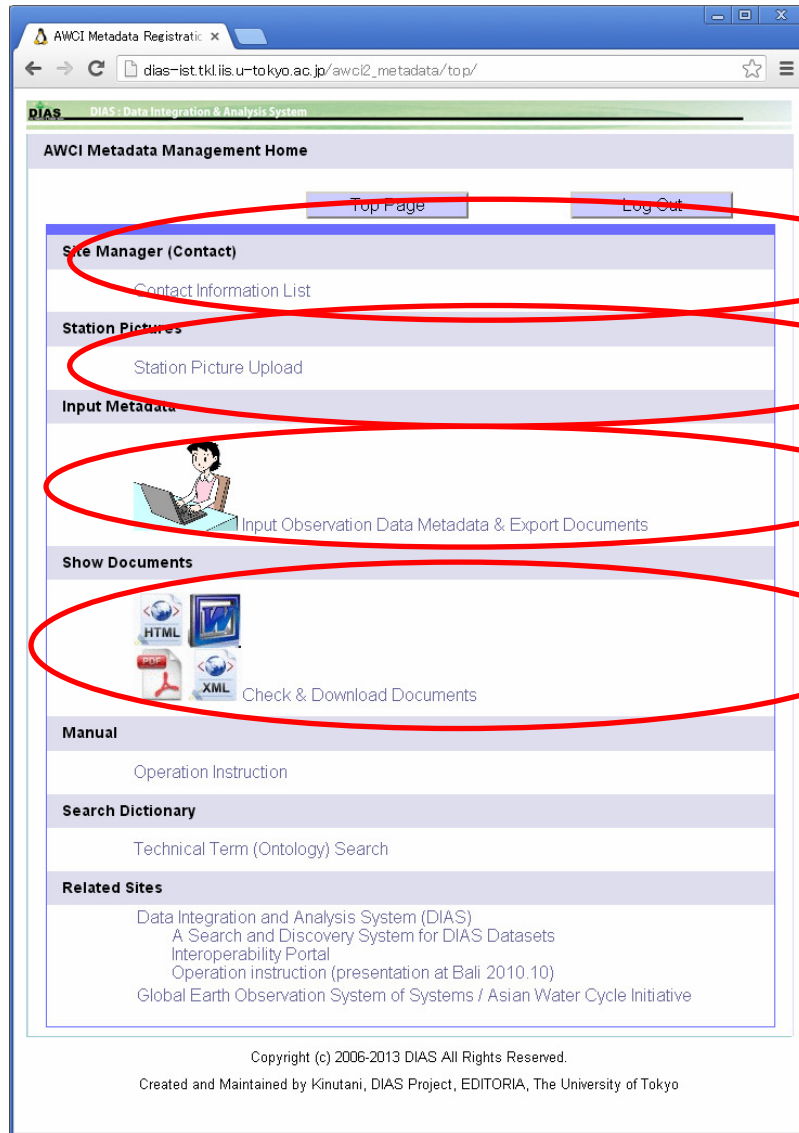 AWCI Metadata Registratic
dias-ist.tkl.iis.u-tokyo.ac.jp/awci2_metadata/top/
DIAS DIAS : Data Integration & Analysis System
AWCI Metadata Management Home
Top Page Log Out
Site Manager (Contact)
Contact Information List
Station Pictures
Station Picture Upload
Input Metadata
Input Observation Data Metadata & Export Documents
Show Documents
HTML W
PDF XML Check & Download Documents
Manual
Operation Instruction
Search Dictionary
Technical Term (Ontology) Search
Related Sites
Data Integration and Analysis System (DIAS)
A Search and Discovery System for DIAS Datasets
Interoperability Portal
Operation instruction (presentation at Bali 2010.10)
Global Earth Observation System of Systems / Asian Water Cycle Initiative
Copyright (c) 2006-2013 DIAS All Rights Reserved.
Created and Maintained by Kinutani, DIAS Project, EDITORIA, The University of Tokyo